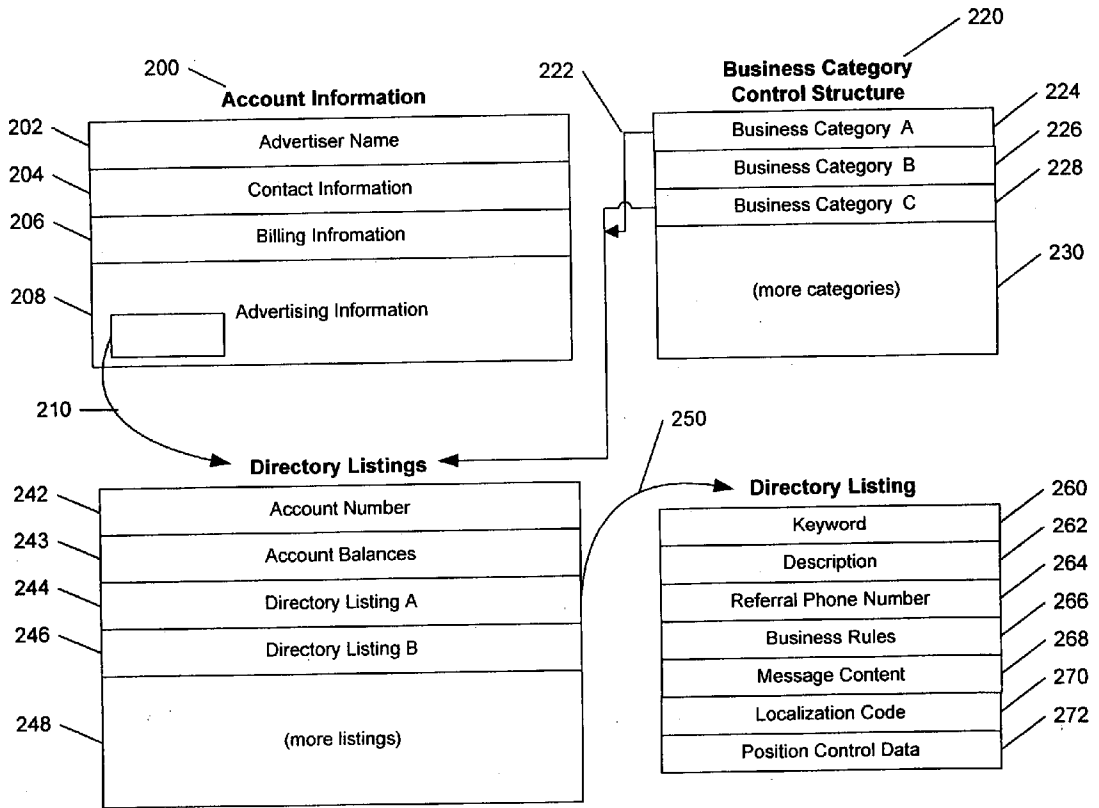 200
Account Information
202
Advertiser Name
204
Contact Information
206
Billing Infromation
208
Advertising Information
210
220
222
Business Category
Control Structure
224
Business Category A
226
Business Category B
228
Business Category C
230
(more categories)
Directory Listings
242
Account Number
243
Account Balances
244
Directory Listing A
246
Directory Listing B
248
(more listings)
250
Directory Listing
260
Keyword
262
Description
264
Referral Phone Number
266
Business Rules
268
Message Content
270
Localization Code
272
Position Control Data